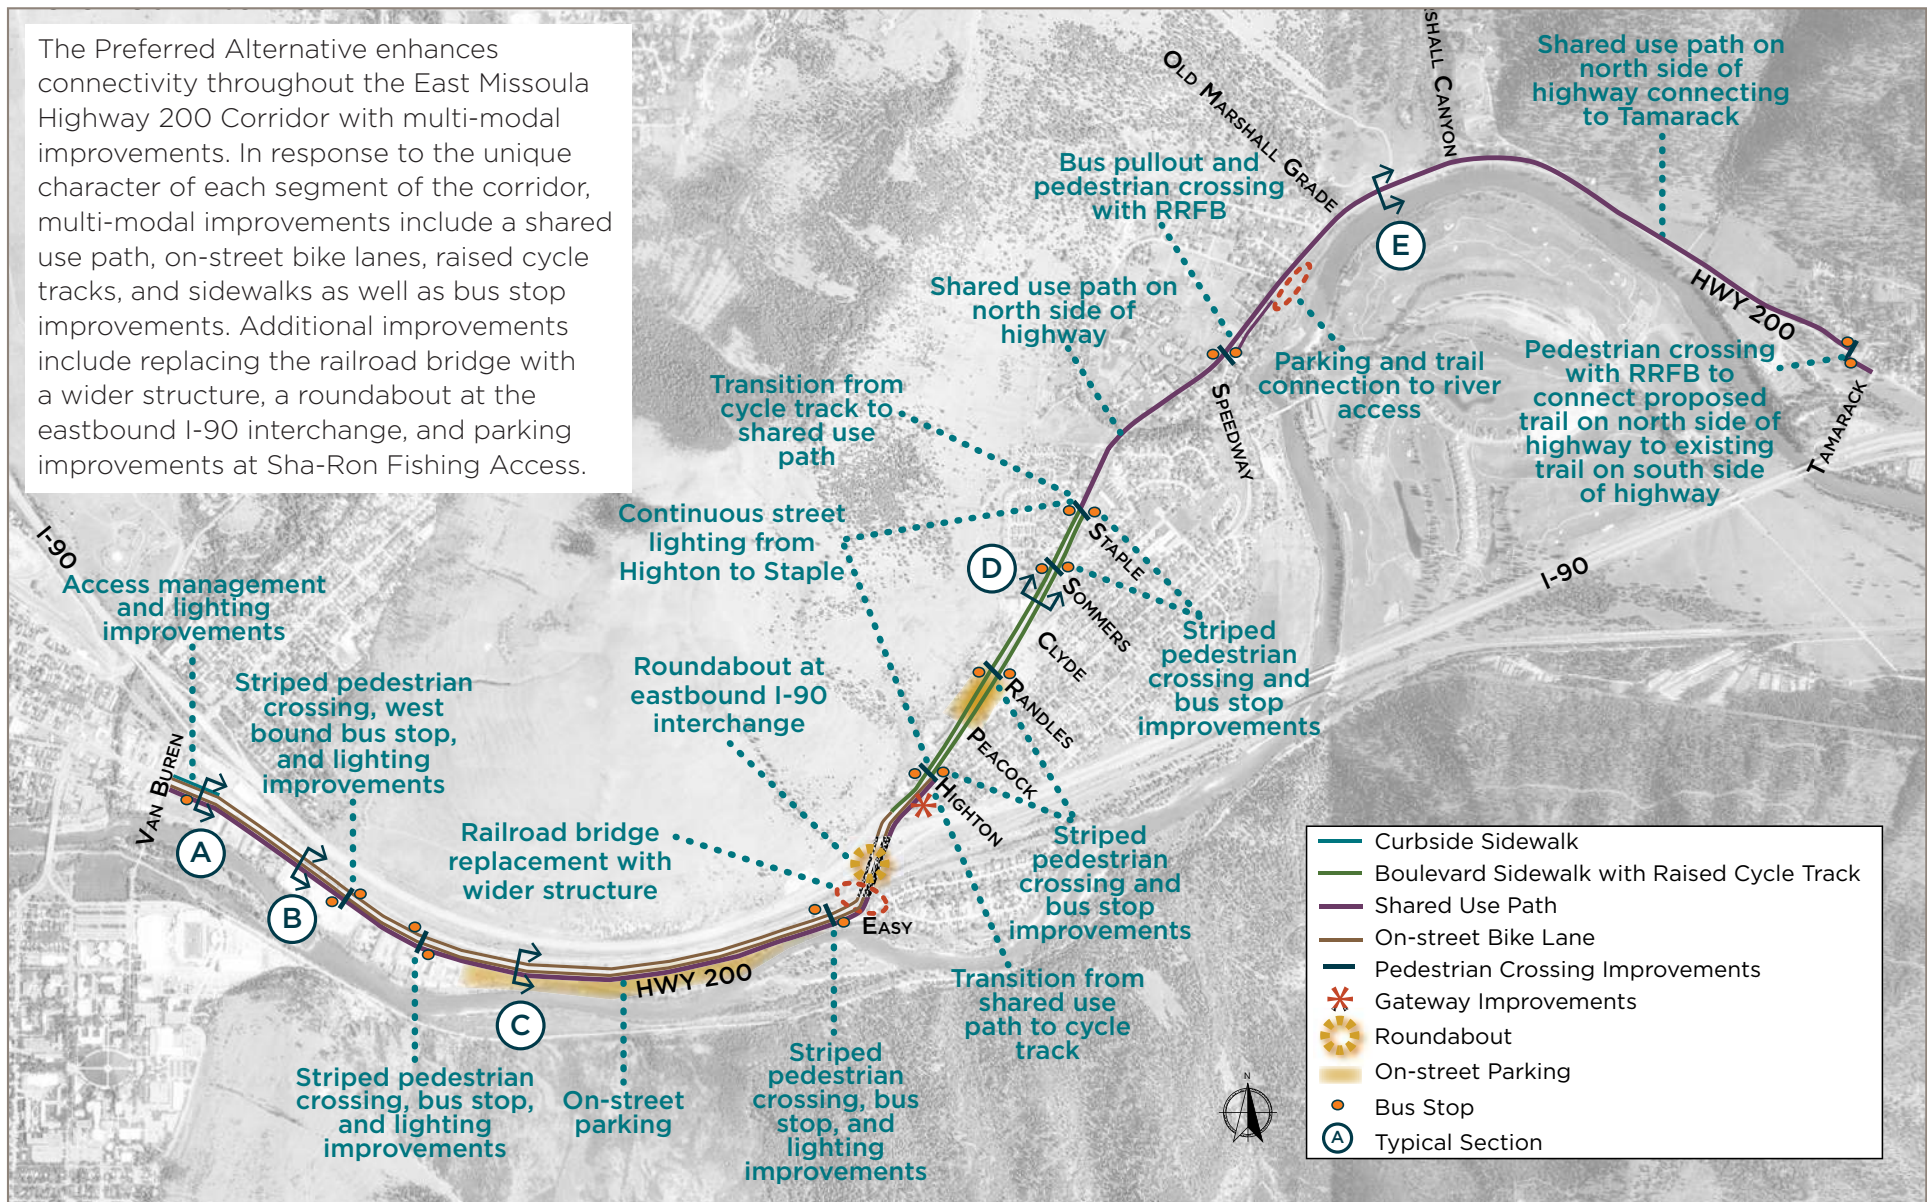 The Preferred Alternative enhances
connectivity throughout the East Missoula
Highway 200 Corridor with multi-modal
improvements. In response to the unique
character of each segment of the corridor,
multi-modal improvements include a shared
use path, on-street bike lanes, raised cycle
tracks, and sidewalks as well as bus stop
improvements. Additional improvements
include replacing the railroad bridge with
a wider structure, a roundabout at the
eastbound I-90 interchange, and parking
improvements at Sha-Ron Fishing Access.
OLD MARSHALL GRADE
SHALL CANYON
Shared use path on
north side of
highway connecting
to Tamarack
Bus pullout and
pedestrian crossing
with RRFB
E
HWY 200
Shared use path on
north side of
highway
Parking and trail
connection to river
access
Pedestrian crossing
with RRFB to
connect proposed
trail on north side of
highway to existing
trail on south side
of highway
TAMARACK
SPEEDWAY
Transition from
cycle track to
shared use
path
Continuous street
lighting from
Highton to Staple
D
STAPLE
SOMMERS
CLYDE
RANDLES
PEACOCK
HIGHTON
I-90
Striped
pedestrian
crossing and
bus stop
improvements
I-90
Access management
and lighting
improvements
Striped pedestrian
crossing, west
bound bus stop,
and lighting
improvements
Roundabout at
eastbound I-90
interchange
VAN BUREN
A
B
C
Railroad bridge
replacement with
wider structure
EASY
HWY 200
Striped
pedestrian
crossing and
bus stop
improvements
Transition from
shared use
path to cycle
track
Striped pedestrian
crossing, bus stop,
and lighting
improvements
On-street
parking
Striped
pedestrian
crossing, bus
stop, and
lighting
improvements
N
Curbside Sidewalk
Boulevard Sidewalk with Raised Cycle Track
Shared Use Path
On-street Bike Lane
Pedestrian Crossing Improvements
Gateway Improvements
Roundabout
On-street Parking
Bus Stop
A
Typical Section